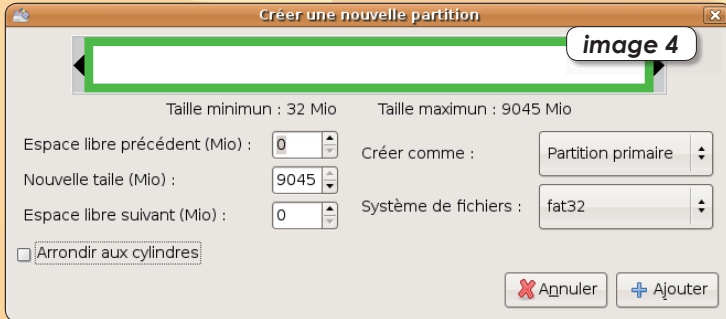 Créer une nouvelle partition
image 4
Taille minimun : 32 Mio Taille maximun : 9045 Mio
Espace libre précédent (Mio) : 0
Créer comme : Partition primaire
Nouvelle taile (Mio) : 9045
Système de fichiers : fat32
Espace libre suivant (Mio) : 0
Arrondir aux cylindres
Annuler Ajouter